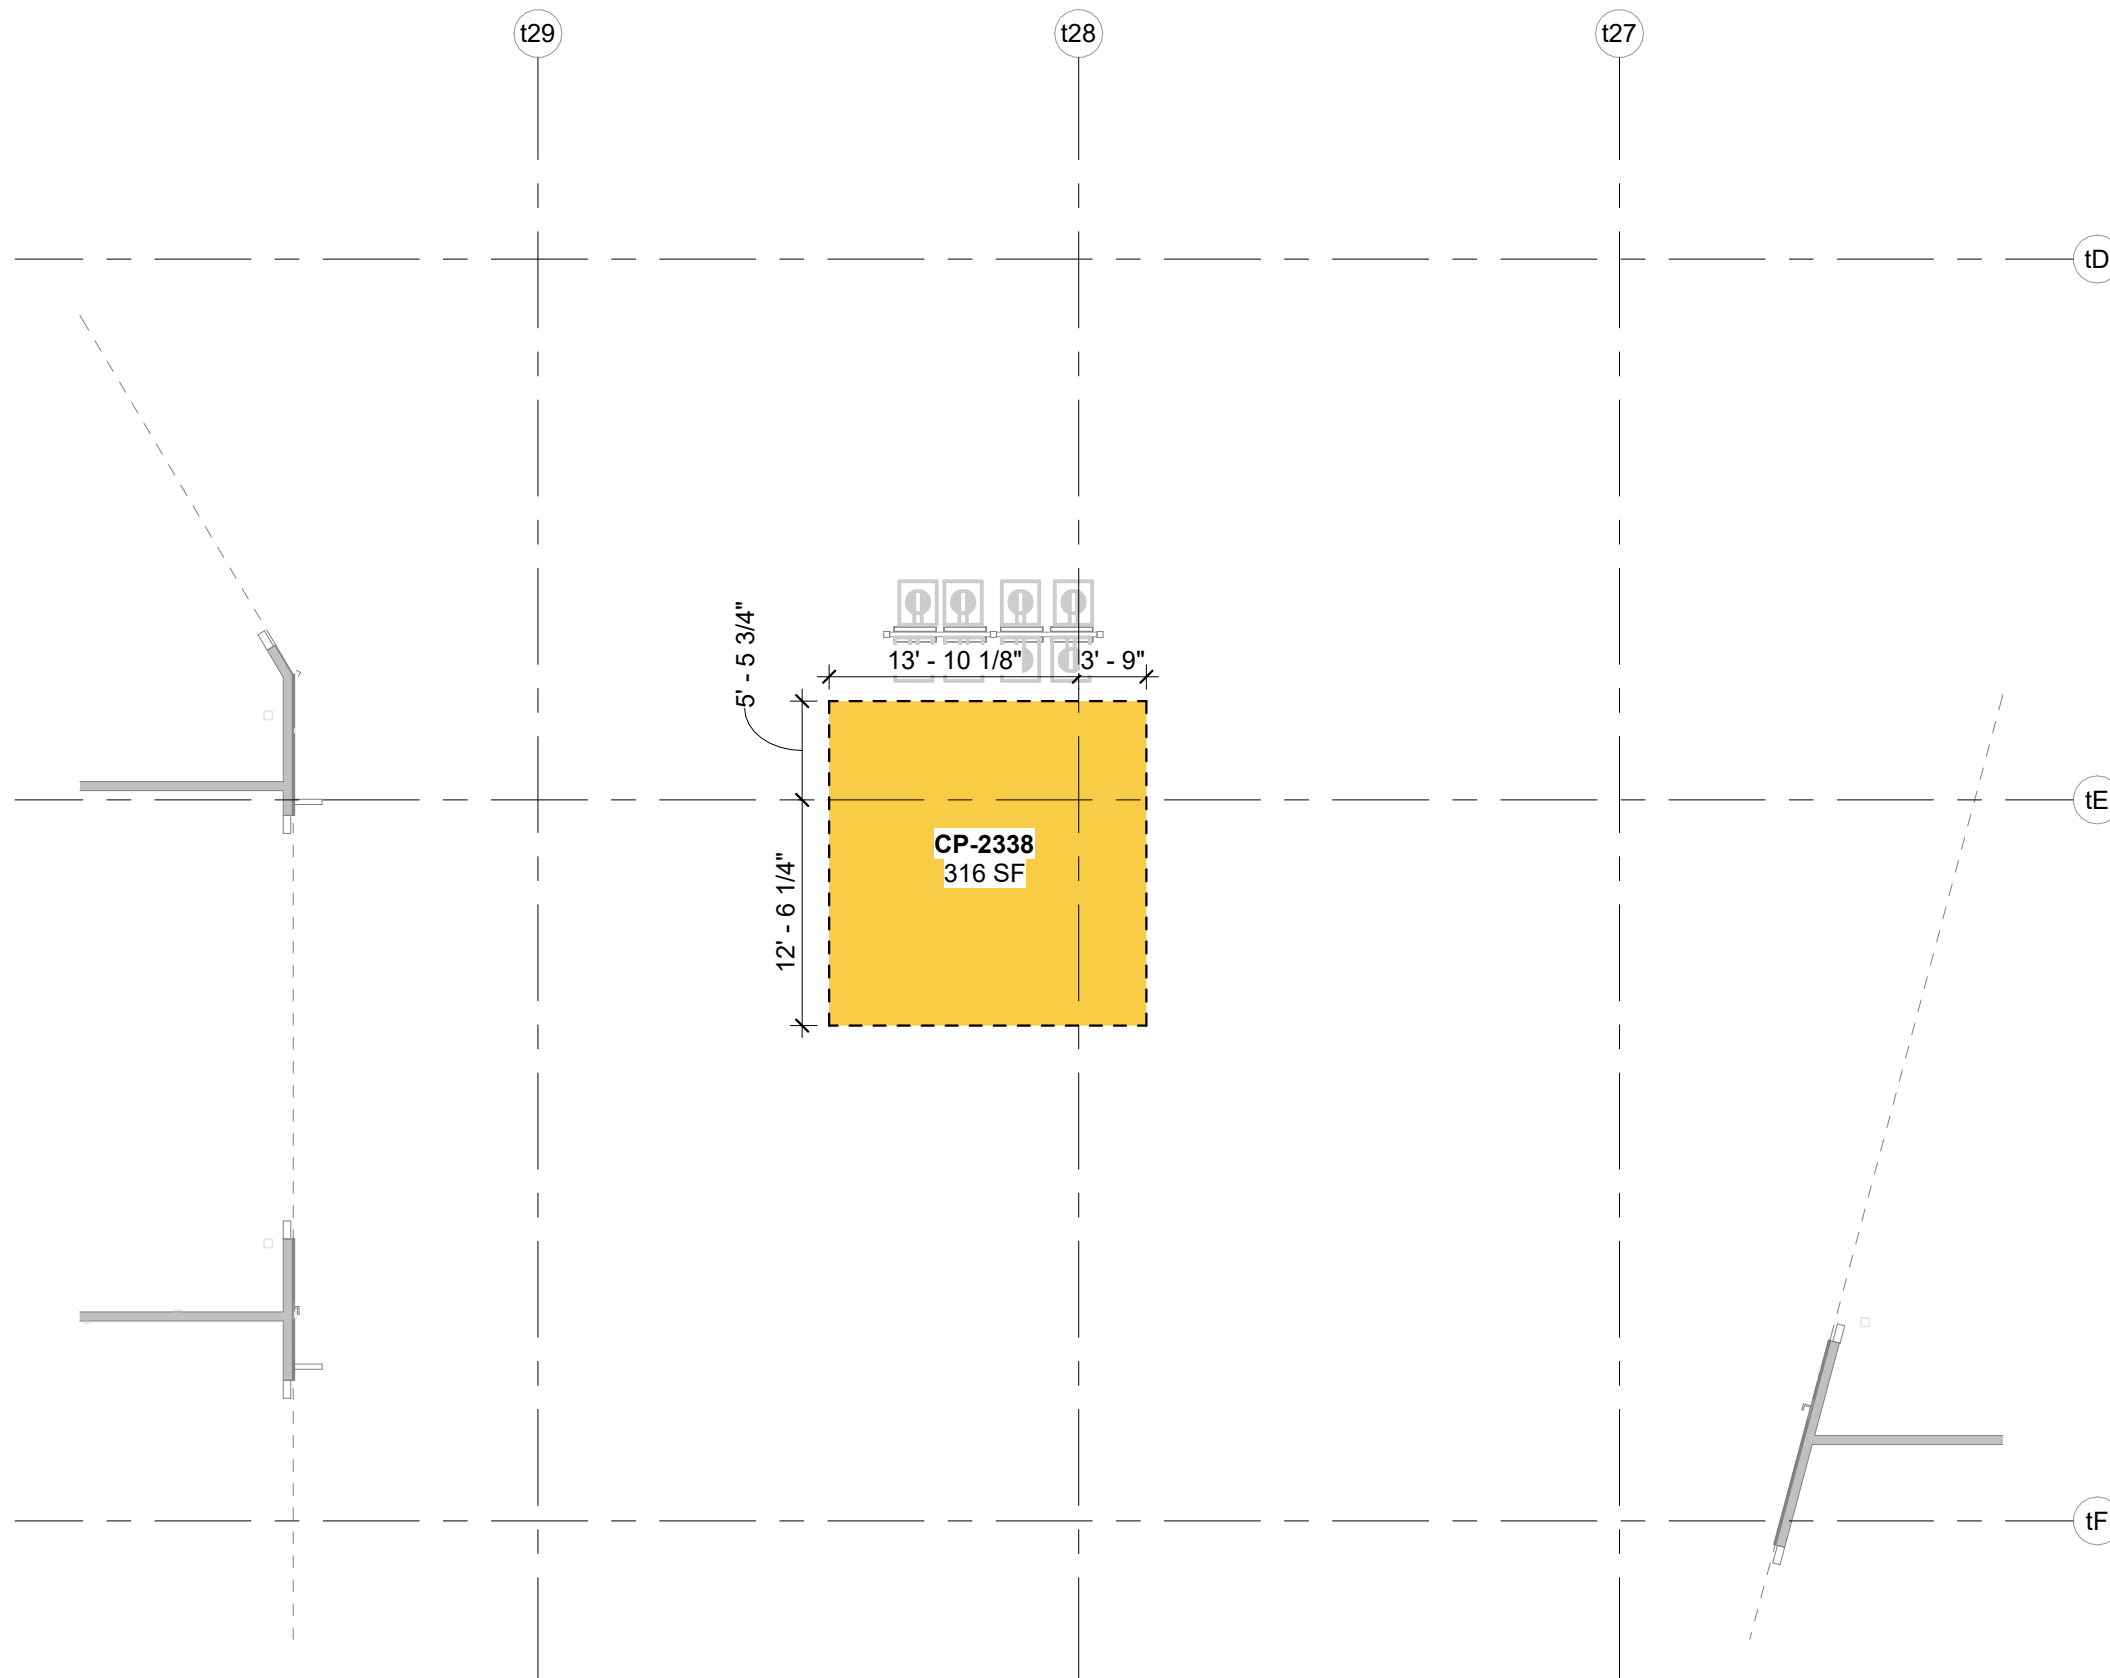 t29
t28
t27
tD
5' - 5 3/4"
13' - 10 1/8"
3' - 9"
tE
CP-2338
316 SF
12' - 6 1/4"
tF